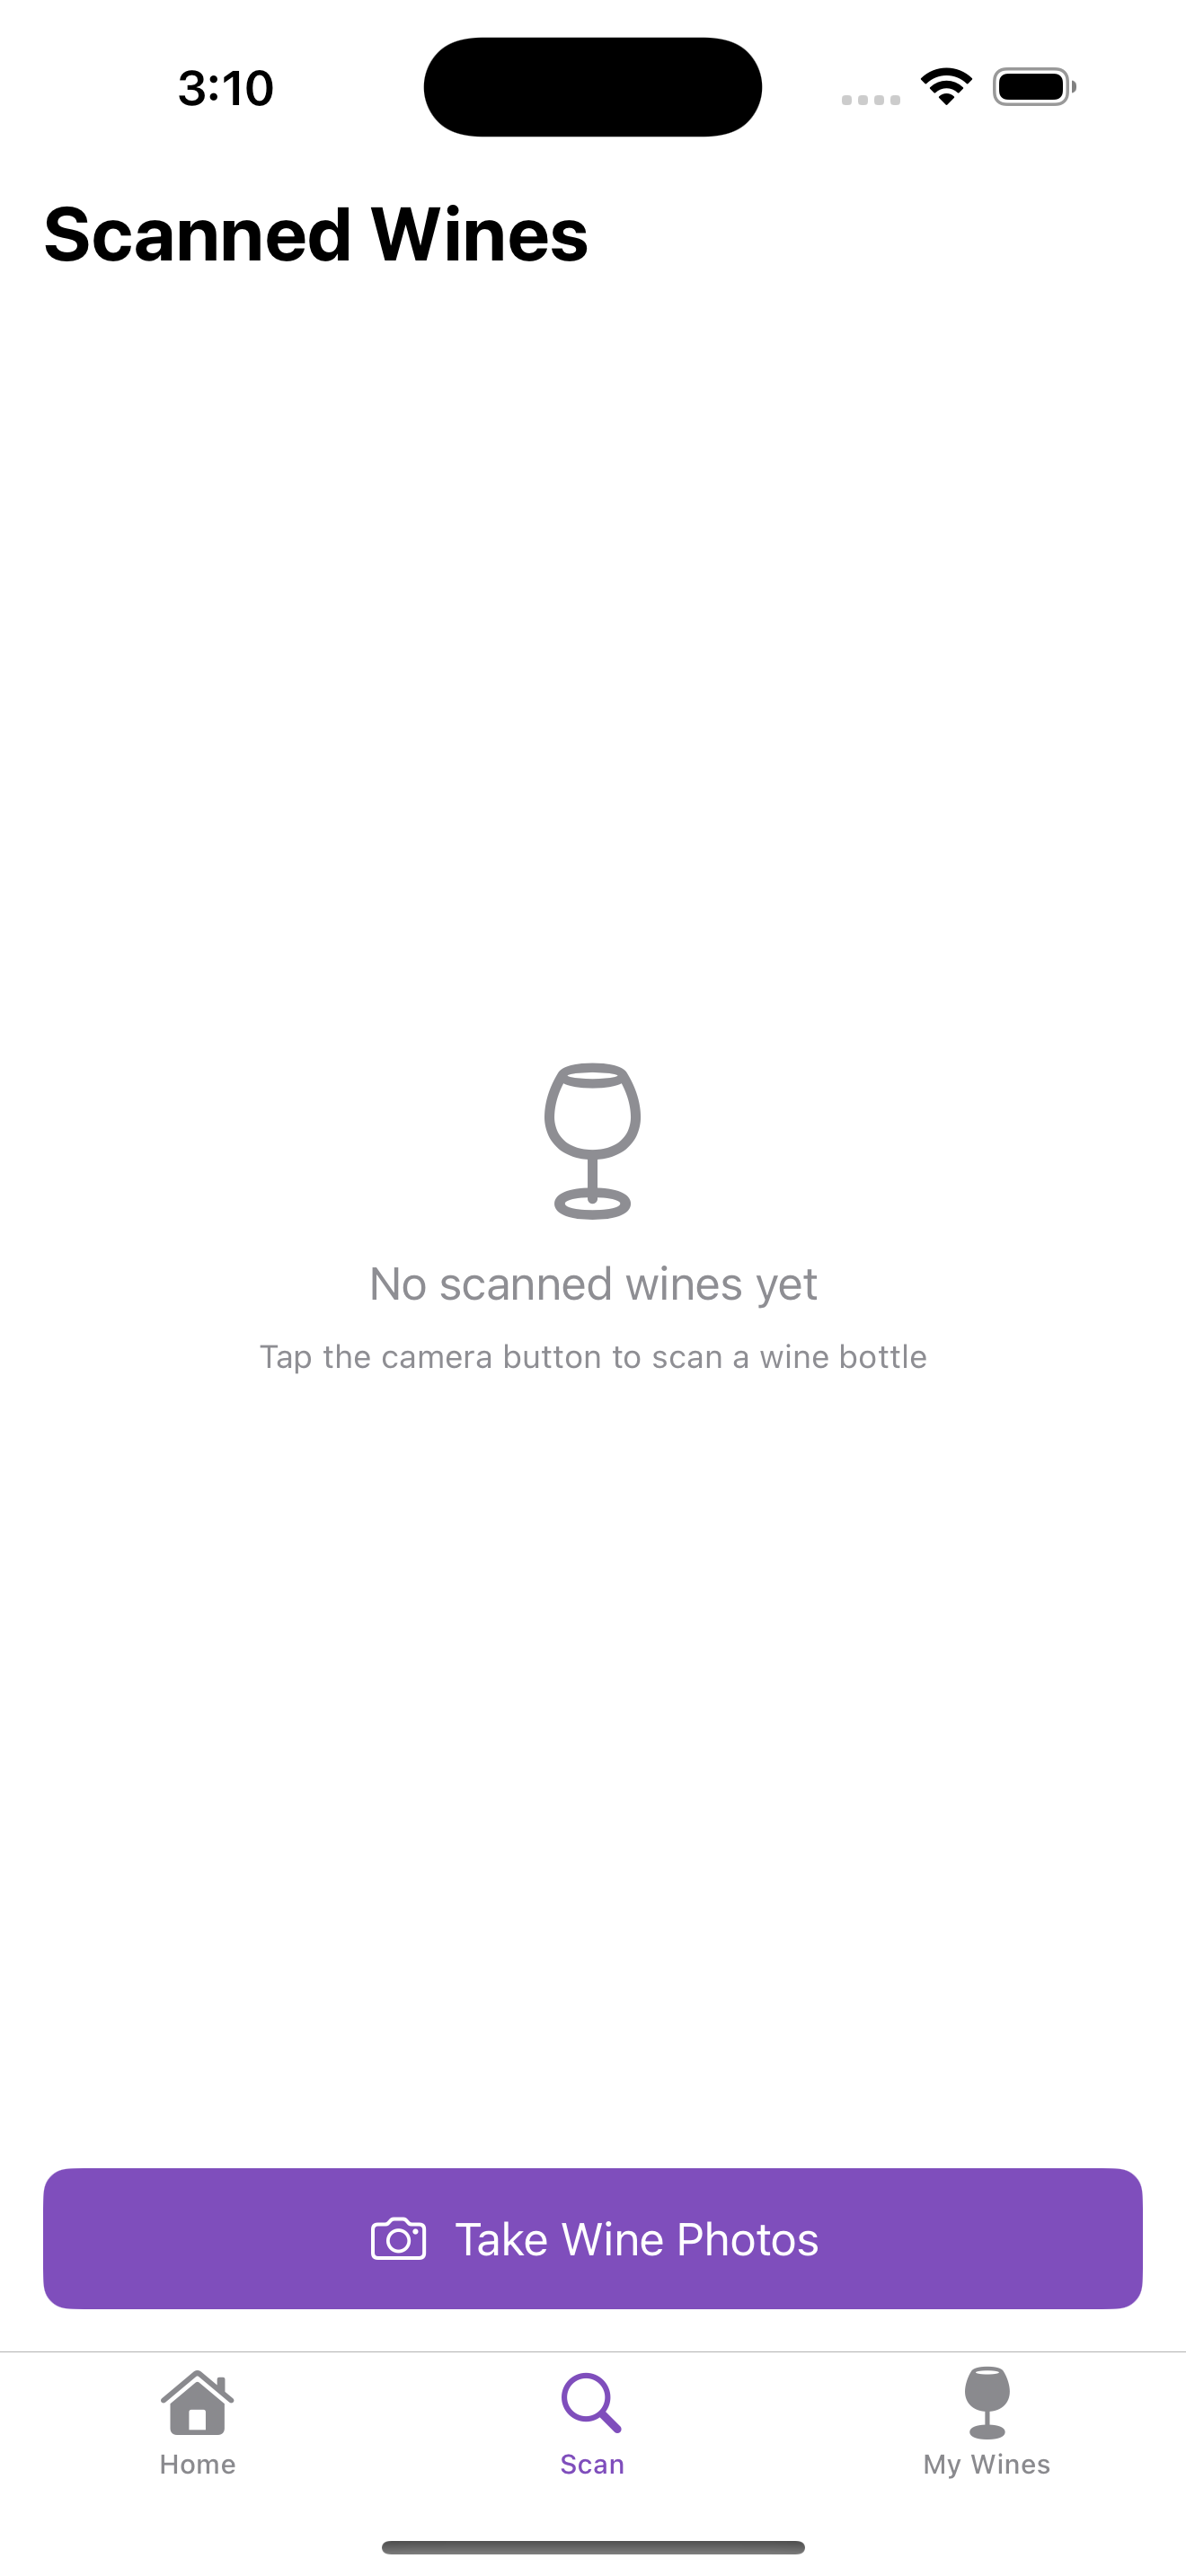 3:10
Scanned Wines
No scanned wines yet
Tap the camera button to scan a wine bottle
Take Wine Photos
Home
Scan
My Wines